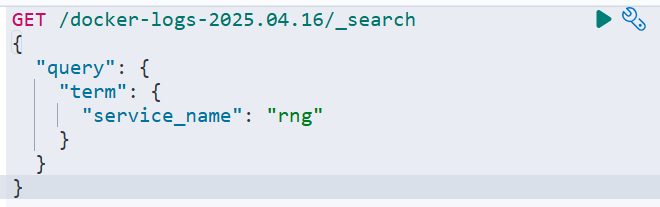 GET /docker-logs-2025.04.16/_search
{
  "query": {
    "term": {
      "service_name": "rng"
    }
  }
}